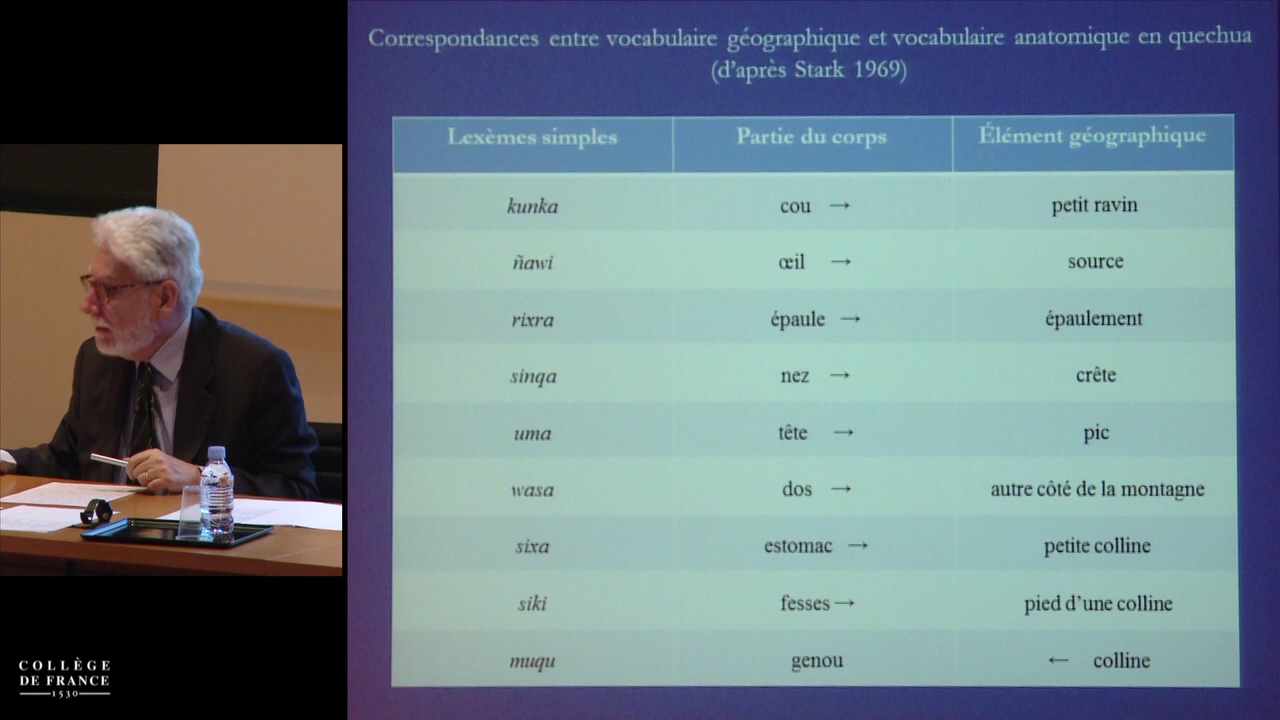 Correspondances entre vocabulaire géographique et vocabulaire anatomique en quechua
(d'après Stark 1969)
Lexèmes simples Partie du corps Élément géographique
kunka cou → petit ravin
ñawi œil → source
rixra épaule → épaulement
sinqa nez → crête
uma tête → pic
wasa dos → autre côté de la montagne
sixa estomac → petite colline
siki fesses → pied d'une colline
muqu genou ← colline
COLLÈGE
DE FRANCE
1530